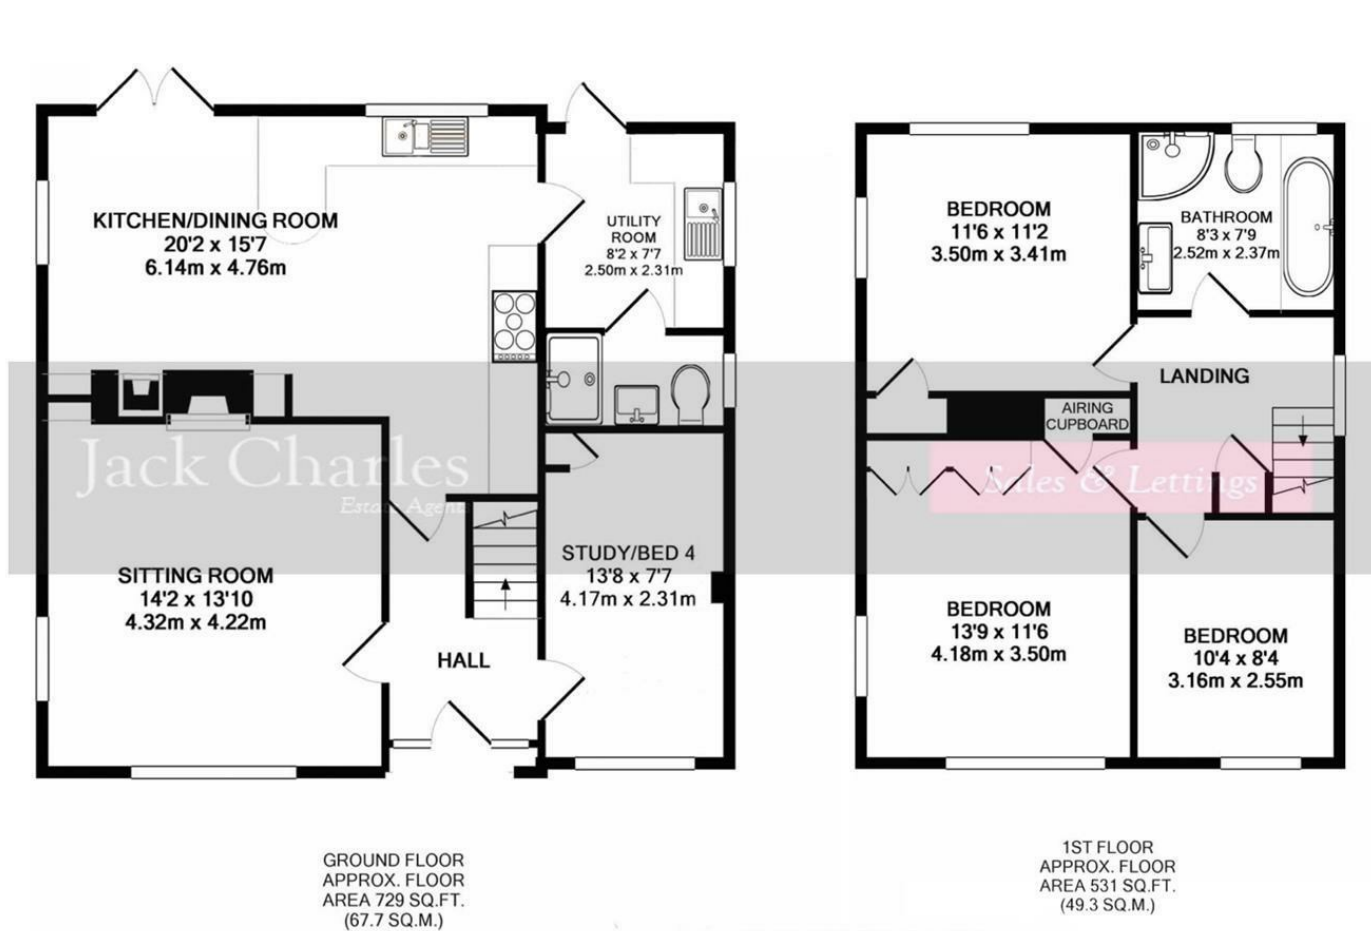 KITCHEN/DINING ROOM
20'2 x 15'7
6.14m x 4.76m
UTILITY
ROOM
8'2 x 7'7
2.50m x 2.31m
Jack Charles
Estate Agents
SITTING ROOM
14'2 x 13'10
4.32m x 4.22m
STUDY/BED 4
13'8 x 7'7
4.17m x 2.31m
HALL
GROUND FLOOR
APPROX. FLOOR
AREA 729 SQ.FT.
(67.7 SQ.M.)
BEDROOM
11'6 x 11'2
3.50m x 3.41m
BATHROOM
8'3 x 7'9
2.52m x 2.37m
LANDING
AIRING
CUPBOARD
Sales & Lettings
BEDROOM
13'9 x 11'6
4.18m x 3.50m
BEDROOM
10'4 x 8'4
3.16m x 2.55m
1ST FLOOR
APPROX. FLOOR
AREA 531 SQ.FT.
(49.3 SQ.M.)